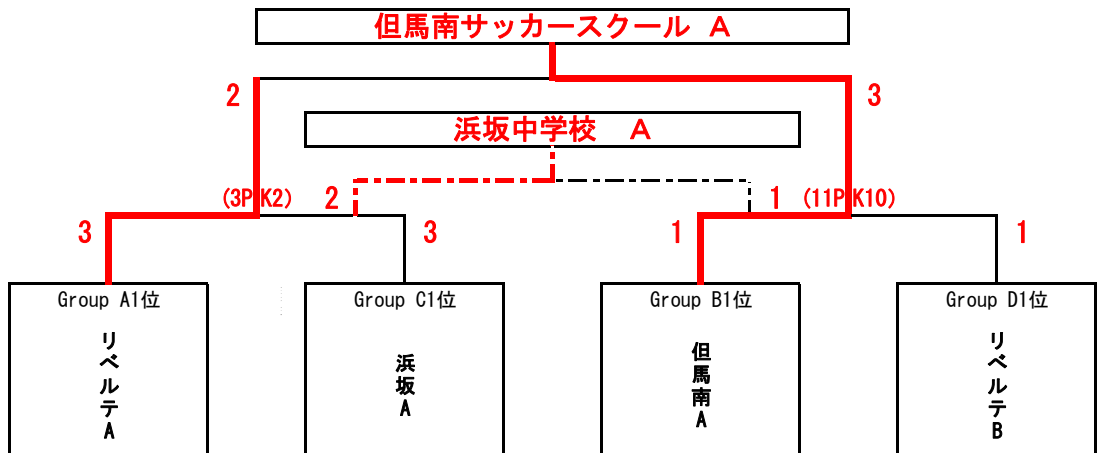 但馬南サッカースクール A
2
3
浜坂中学校 A
(3PK2)
2
1
(11PK10)
3
3
1
1
Group A1位
Group C1位
Group B1位
Group D1位
リベルテA
浜坂A
但馬南A
リベルテB